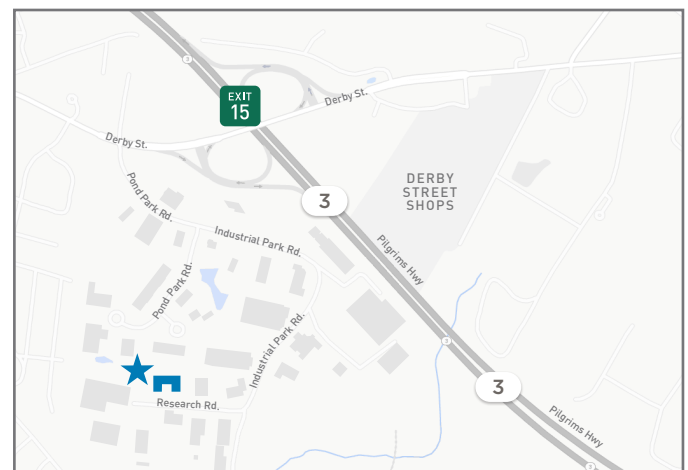 EXIT
15
Derby St.
Derby St.
Pond Park Rd.
3
DERBY
STREET
SHOPS
Industrial Park Rd.
Pilgrims Hwy
Pond Park Rd.
Industrial Park Rd.
3
Research Rd.
Pilgrims Hwy